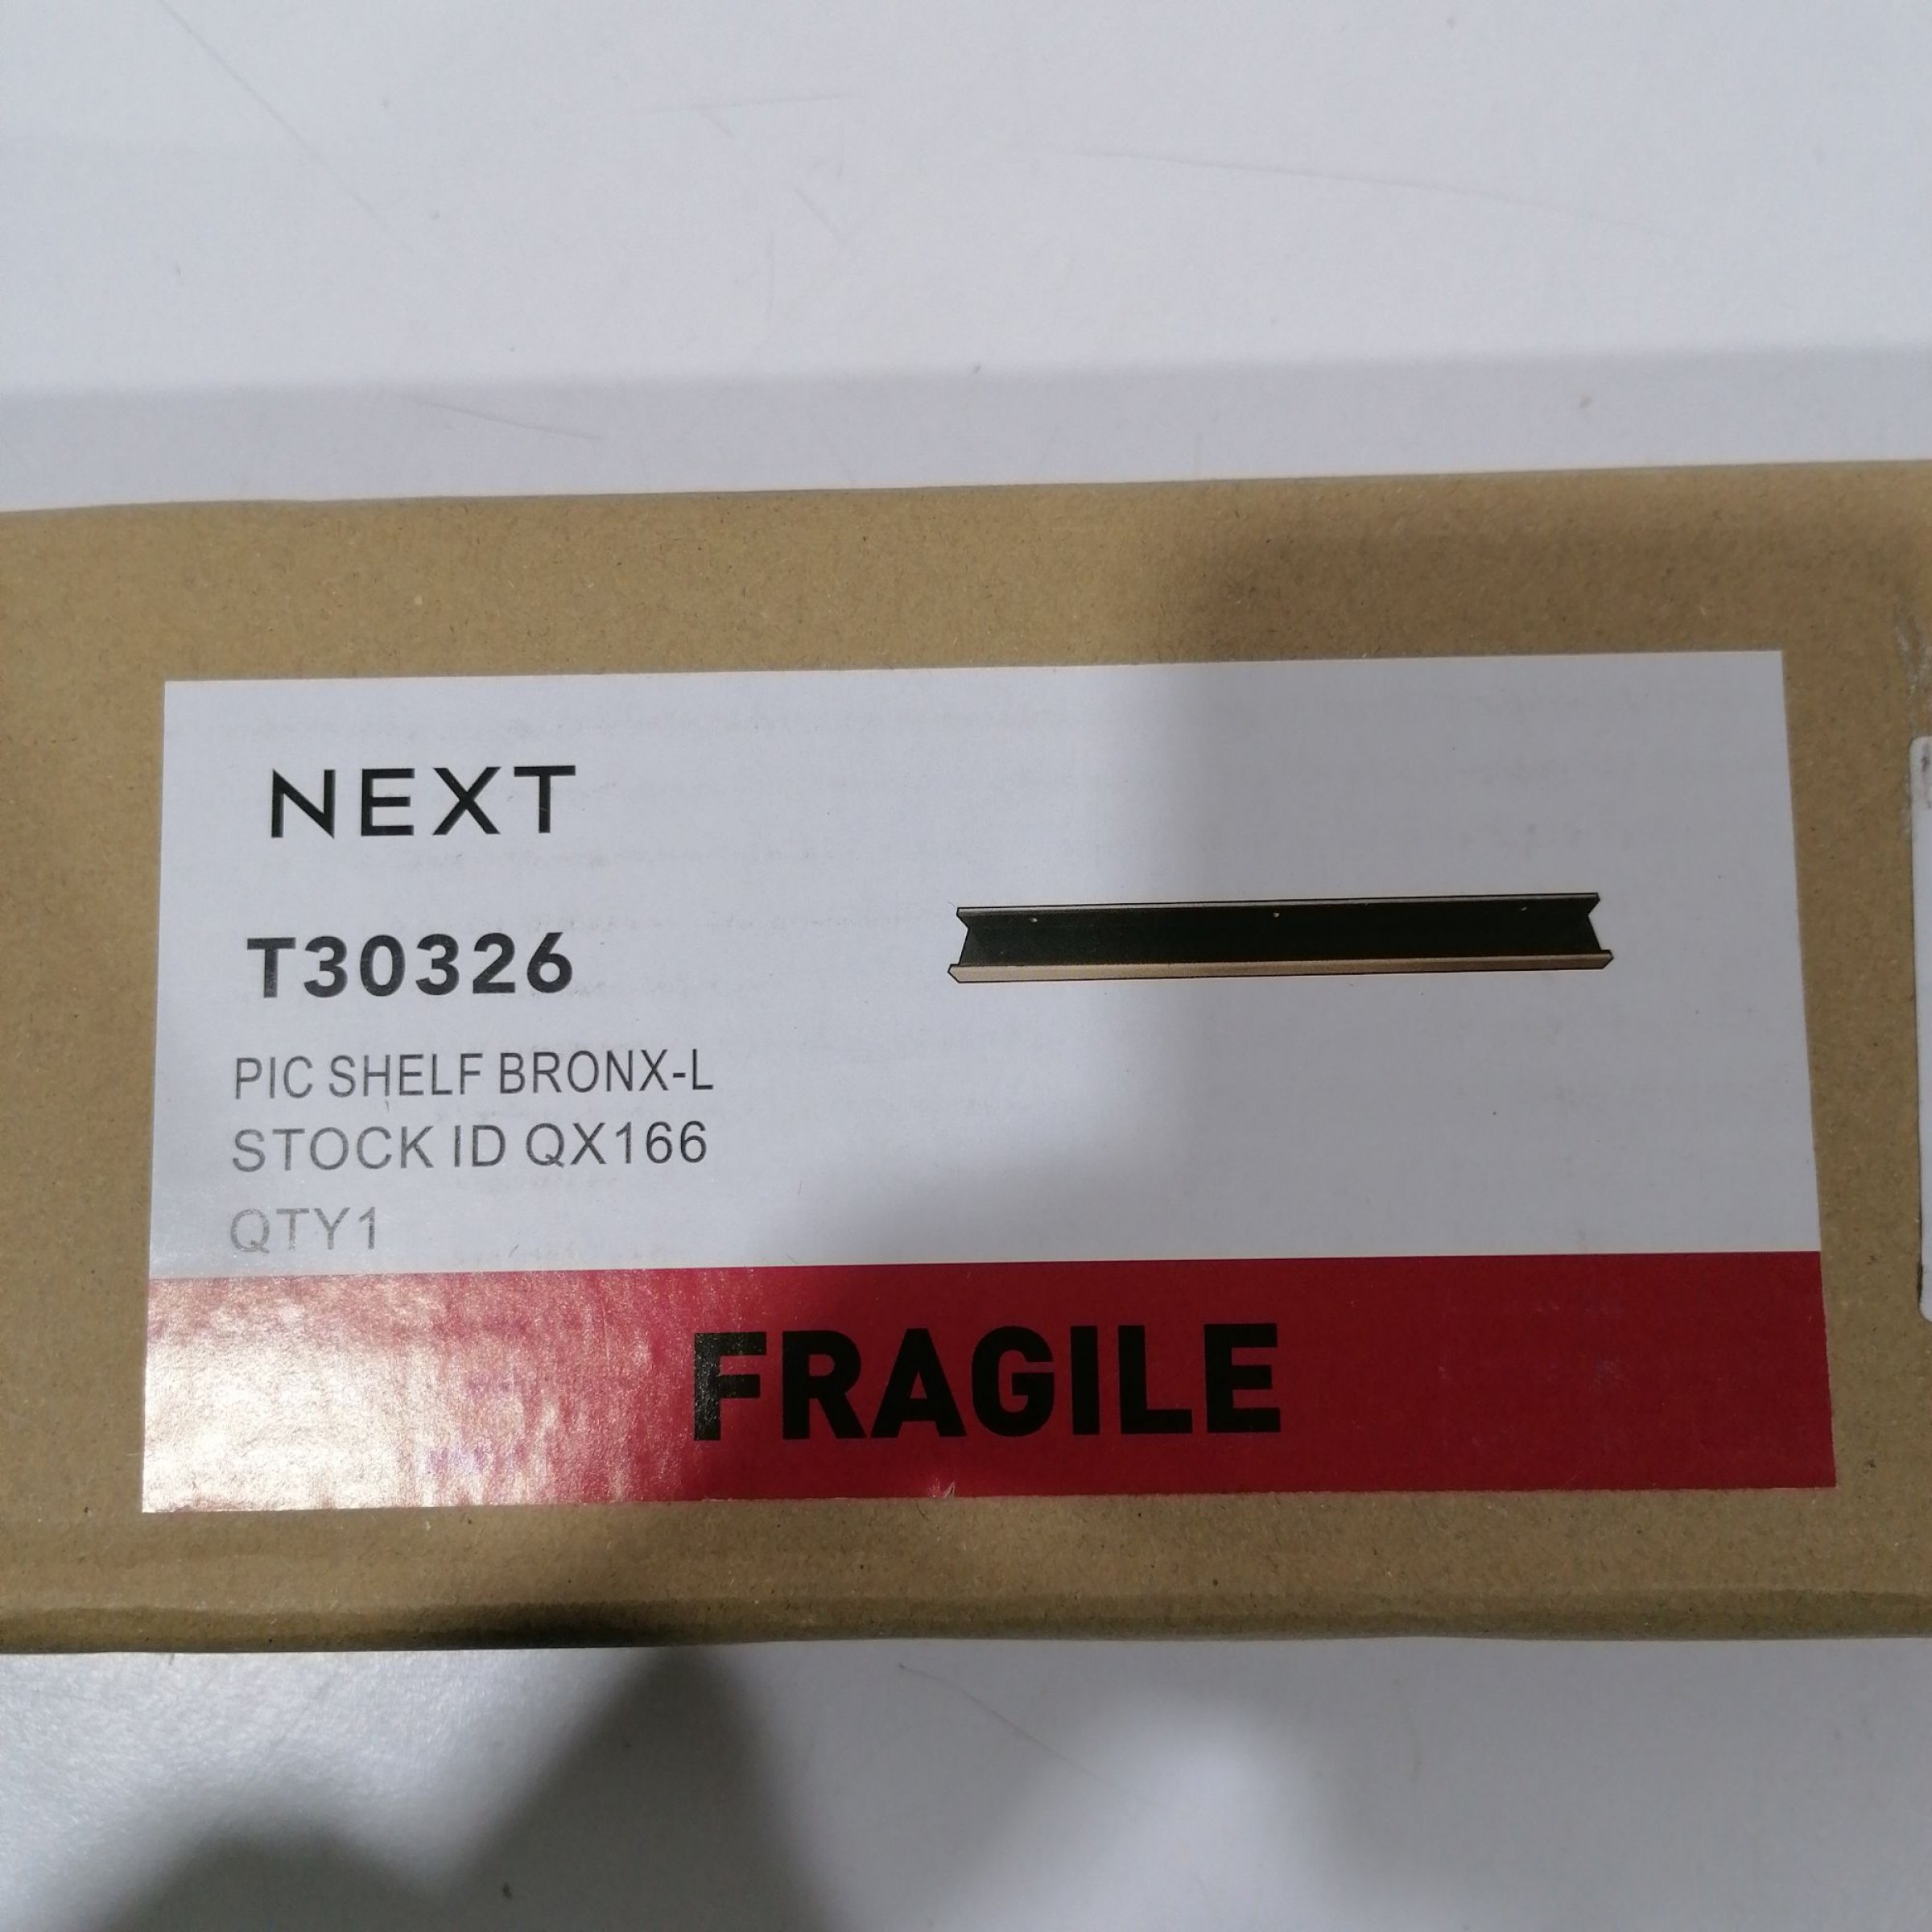 NEXT
T30326
PIC SHELF BRONX-L
STOCK ID QX166
QTY1
FRAGILE